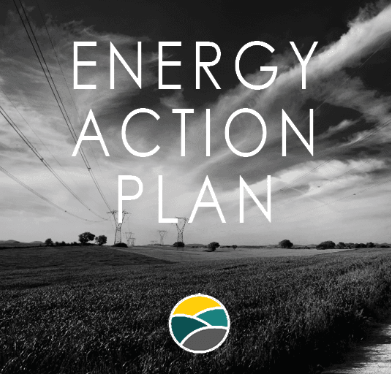 ENERGY
ACTION
PLAN